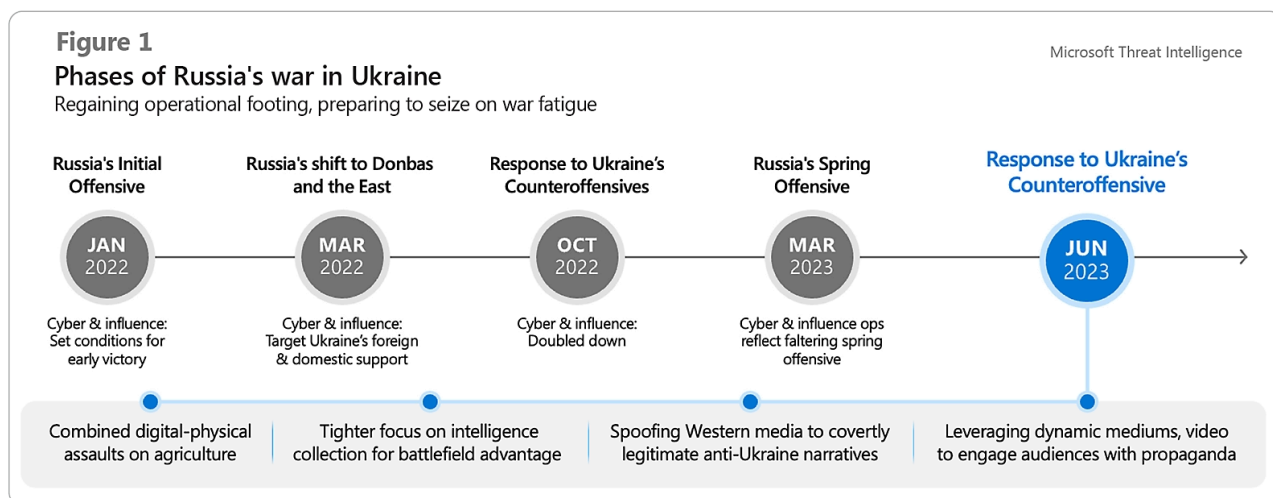 Figure 1
Microsoft Threat Intelligence
Phases of Russia's war in Ukraine
Regaining operational footing, preparing to seize on war fatigue
Russia's Initial
Offensive
JAN
2022
Cyber & influence:
Set conditions for
early victory
Russia's shift to Donbas
and the East
MAR
2022
Cyber & influence:
Target Ukraine's foreign
& domestic support
Response to Ukraine's
Counteroffensives
OCT
2022
Cyber & influence:
Doubled down
Russia's Spring
Offensive
MAR
2023
Cyber & influence ops
reflect faltering spring
offensive
Response to Ukraine's
Counteroffensive
JUN
2023
Combined digital-physical
assaults on agriculture
Tighter focus on intelligence
collection for battlefield advantage
Spoofing Western media to covertly
legitimate anti-Ukraine narratives
Leveraging dynamic mediums, video
to engage audiences with propaganda